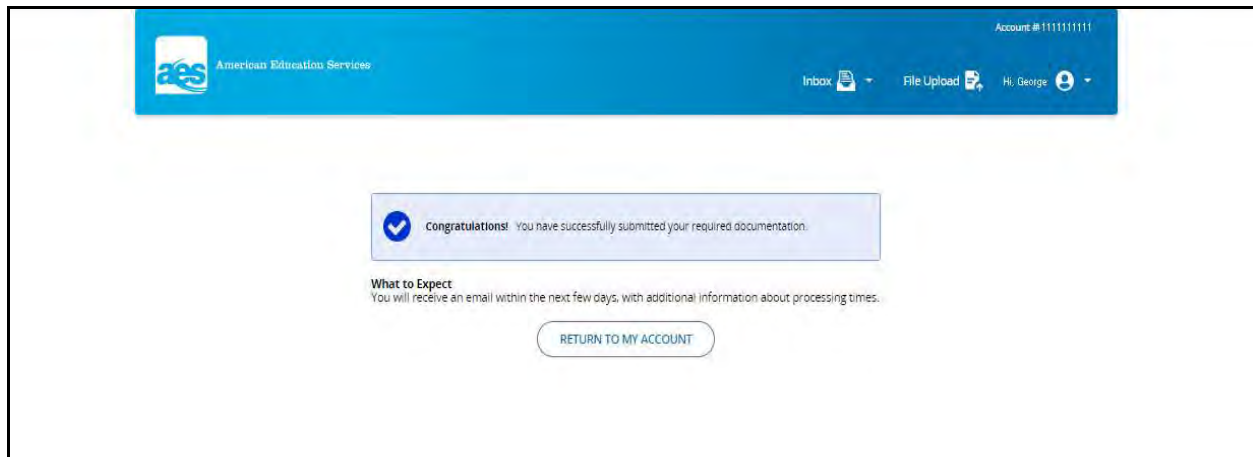 Account #1111111111
aes American Education Services
Inbox File Upload Hi, George
Congratulations! You have successfully submitted your required documentation.
What to Expect
You will receive an email within the next few days, with additional information about processing times.
RETURN TO MY ACCOUNT